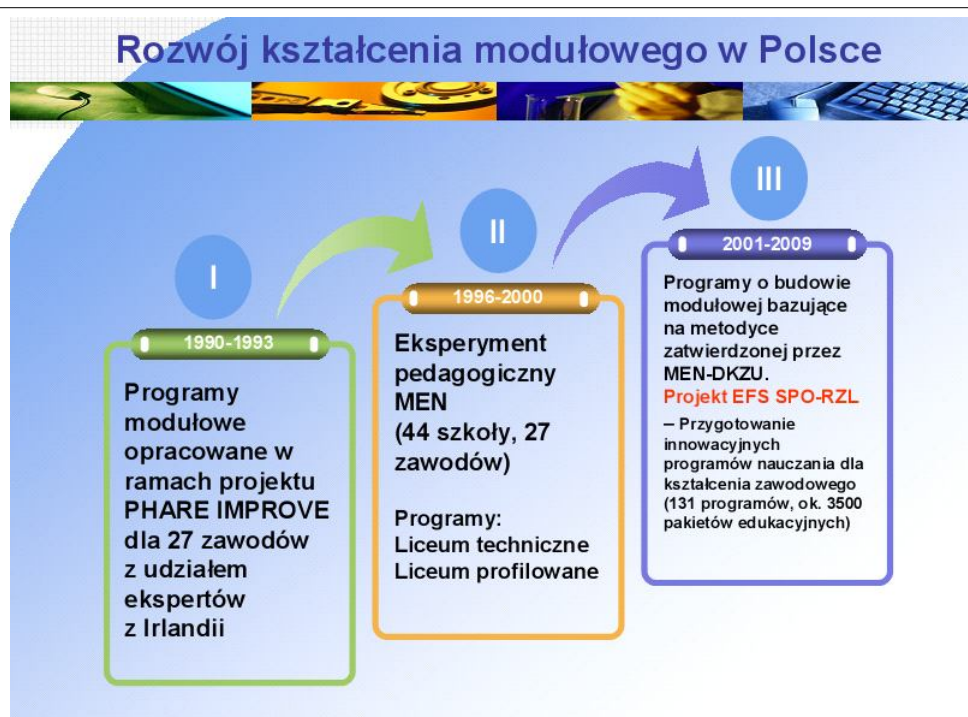 Rozwój kształcenia modułowego w Polsce
I
1990-1993
Programy
modułowe
opracowane w
ramach projektu
PHARE IMPROVE
dla 27 zawodów
z udziałem
ekspertów
z Irlandii
II
1996-2000
Eksperyment
pedagogiczny
MEN
(44 szkoły, 27
zawodów)
Programy:
Liceum techniczne
Liceum profilowane
III
2001-2009
Programy o budowie
modułowej bazujące
na metodyce
zatwierdzonej przez
MEN-DKZU.
Projekt EFS SPO-RZL
– Przygotowanie
innowacyjnych
programów nauczania dla
kształcenia zawodowego
(131 programów, ok. 3500
pakietów edukacyjnych)